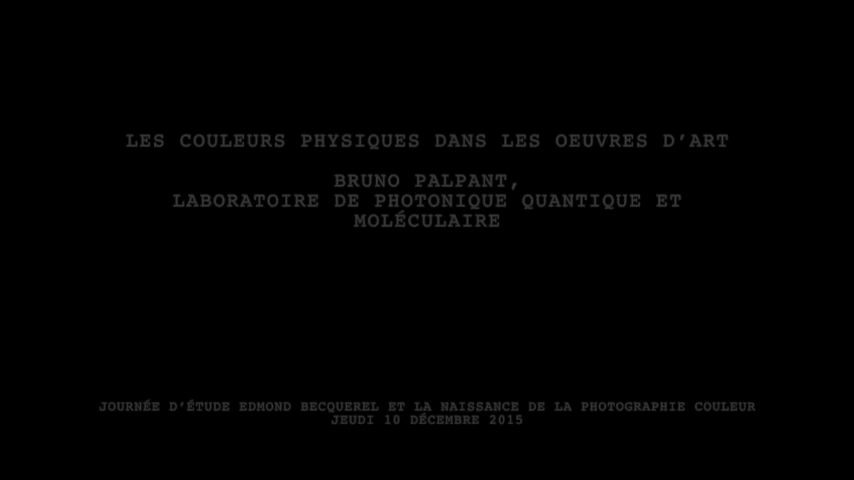 LES COULEURS PHYSIQUES DANS LES OEUVRES D'ART
BRUNO PALPANT,
LABORATOIRE DE PHOTONIQUE QUANTIQUE ET
MOLÉCULAIRE
JOURNÉE D'ÉTUDE EDMOND BECQUEREL ET LA NAISSANCE DE LA PHOTOGRAPHIE COULEUR
JEUDI 10 DÉCEMBRE 2015